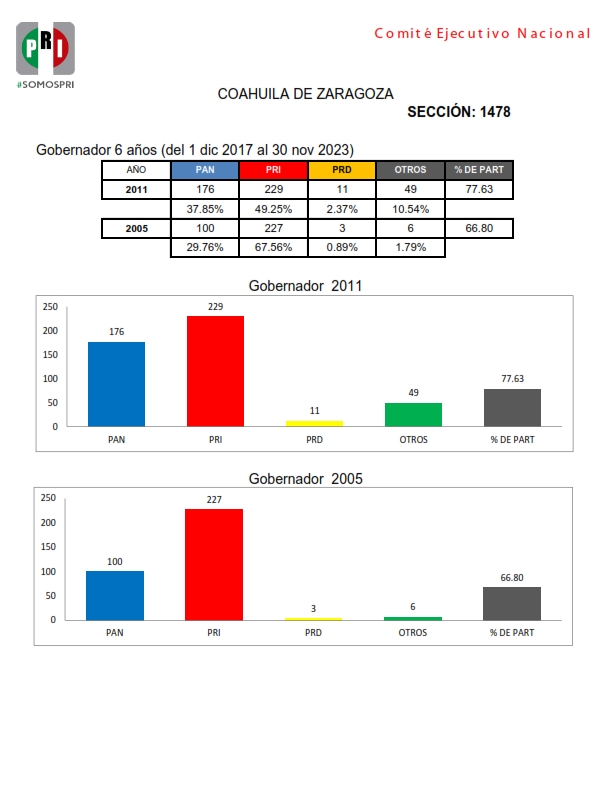 Comité Ejecutivo Nacional
PRI
#SOMOSPRI
COAHUILA DE ZARAGOZA
SECCIÓN: 1478
Gobernador 6 años (del 1 dic 2017 al 30 nov 2023)
AÑO PAN PRI PRD OTROS % DE PART
2011 176 229 11 49 77.63
37.85% 49.25% 2.37% 10.54%
2005 100 227 3 6 66.80
29.76% 67.56% 0.89% 1.79%
Gobernador 2011
250
200
150
100
50
0
176
229
11
49
77.63
PAN PRI PRD OTROS % DE PART
Gobernador 2005
250
200
150
100
50
0
100
227
3
6
66.80
PAN PRI PRD OTROS % DE PART